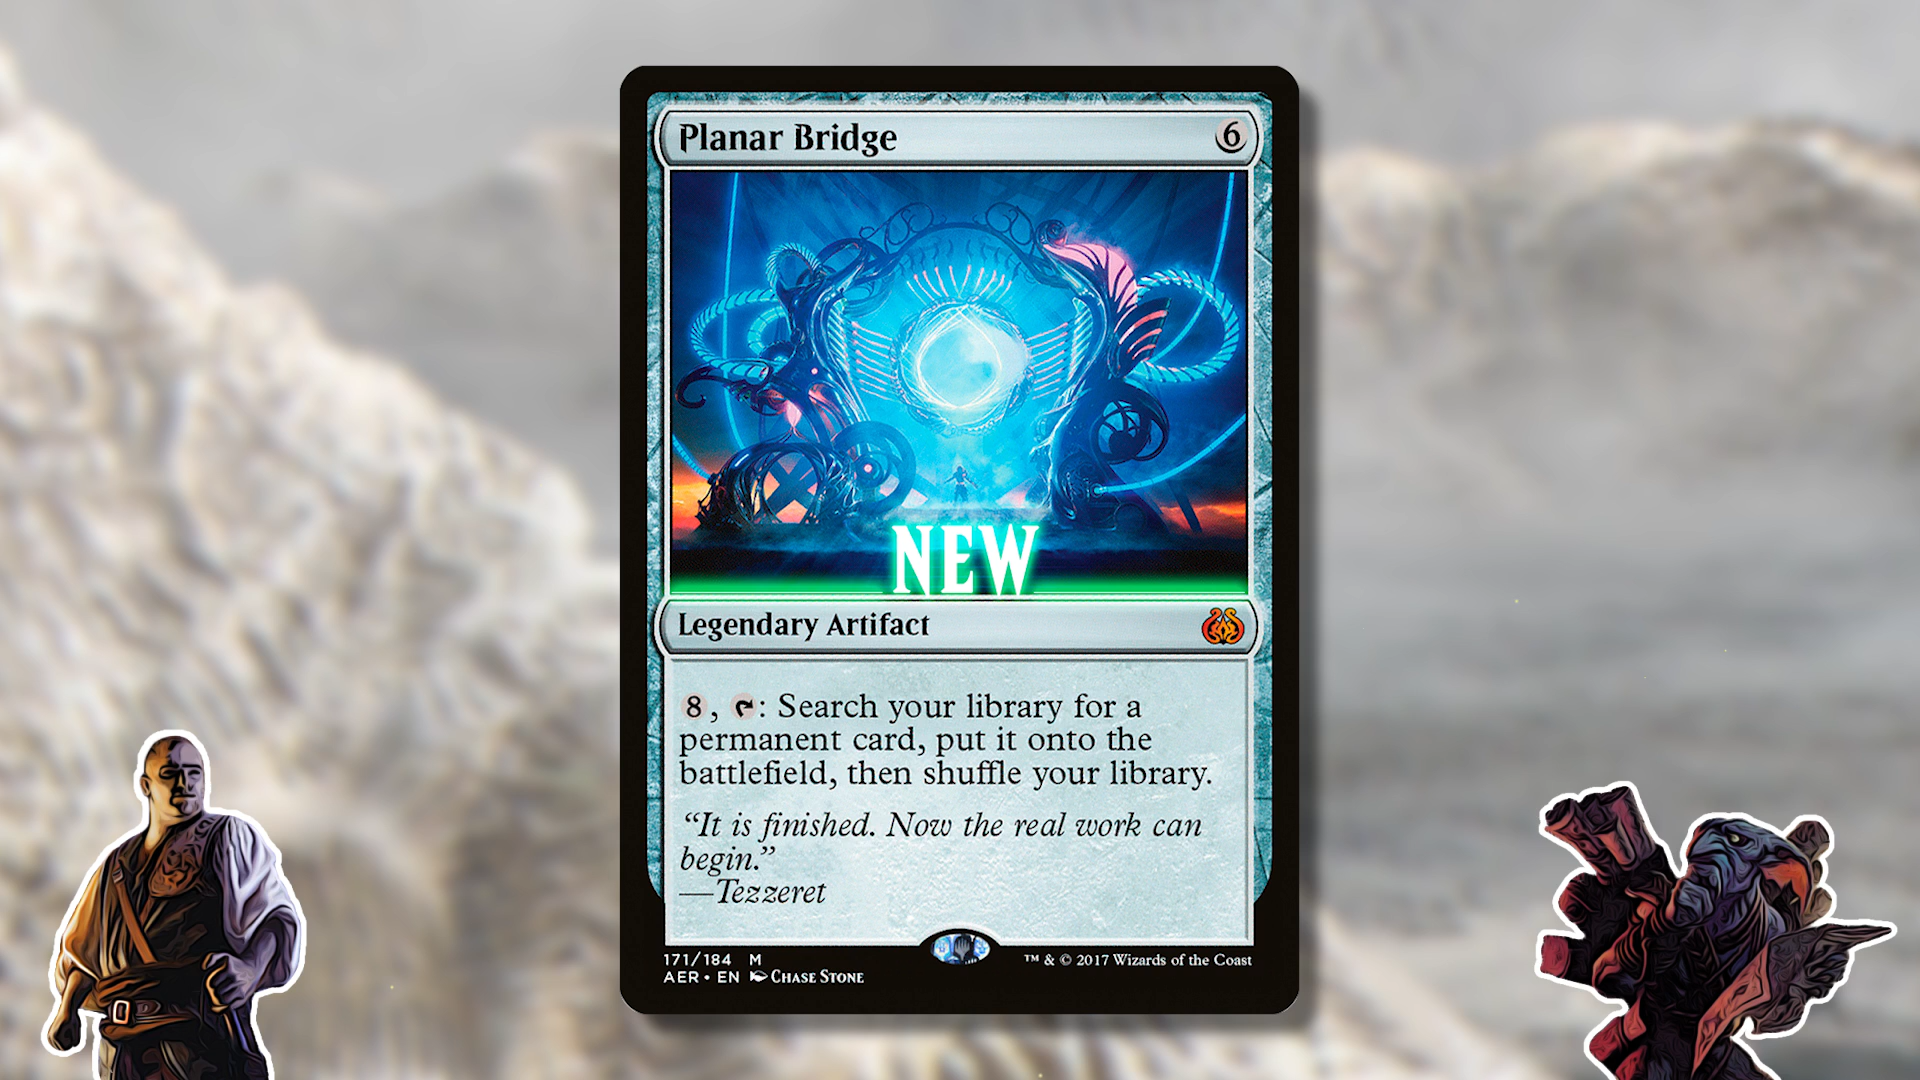 Planar Bridge 6
NEW
Legendary Artifact
8, : Search your library for a
permanent card, put it onto the
battlefield, then shuffle your library.
“It is finished. Now the real work can
begin.”
—Tezzeret
171/184 M
AER • EN Chase Stone
™ & © 2017 Wizards of the Coast